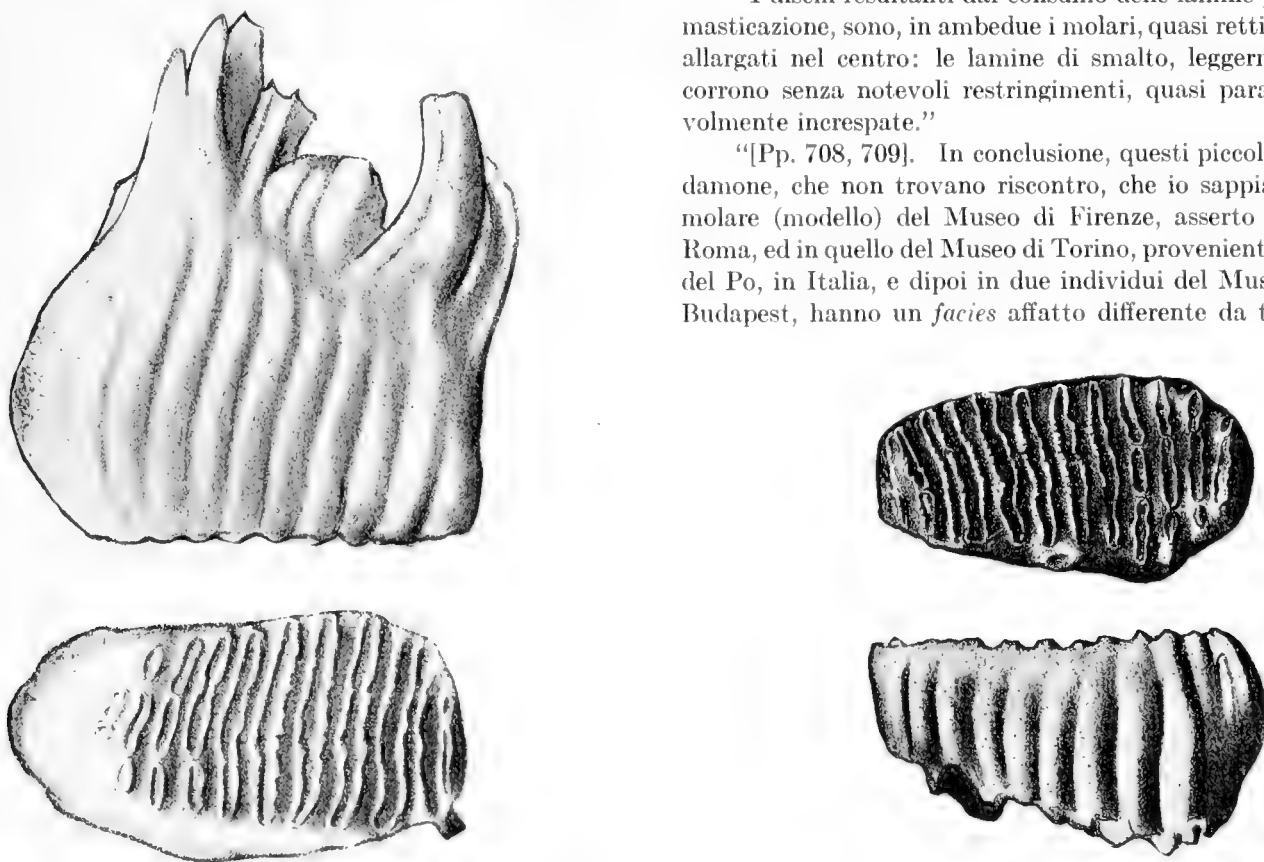 masticazione, sono, in ambedue i molari, quasi retti
allargati nel centro: le lamine di smalto, leggerm
corrono senza notevoli restringimenti, quasi para
volmente increspate.”
“[Pp. 708, 709]. In conclusione, questi piccol
damone, che non trovano riscontro, che io sappia
molare (modello) del Museo di Firenze, asserto
Roma, ed in quello del Museo di Torino, provenient
del Po, in Italia, e dipoi in due individui del Mus
Budapest, hanno un facies affatto differente da t